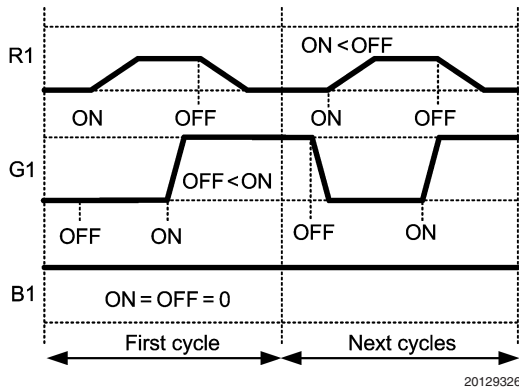 R1
ON < OFF
ON
OFF
ON
OFF
G1
OFF < ON
OFF
ON
OFF
ON
B1
ON = OFF = 0
First cycle
Next cycles
20129326